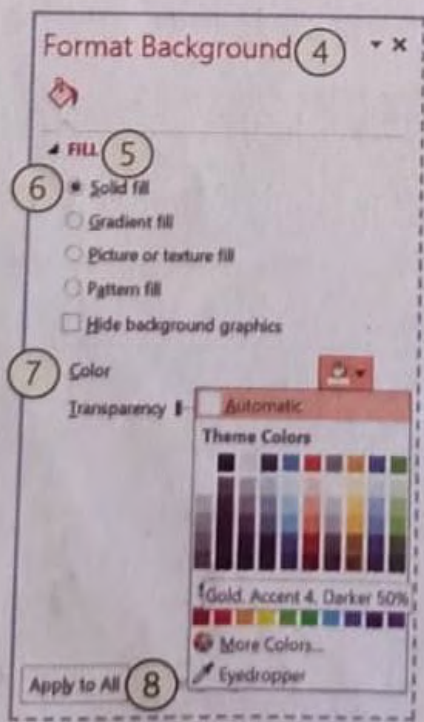 Format Background 4
FILL 5
6 Solid fill
Gradient fill
Picture or texture fill
Pattern fill
Hide background graphics
7 Color
Transparency
Automatic
Theme Colors
Gold, Accent 4, Darker 50%
More Colors...
Eyedropper
Apply to All 8